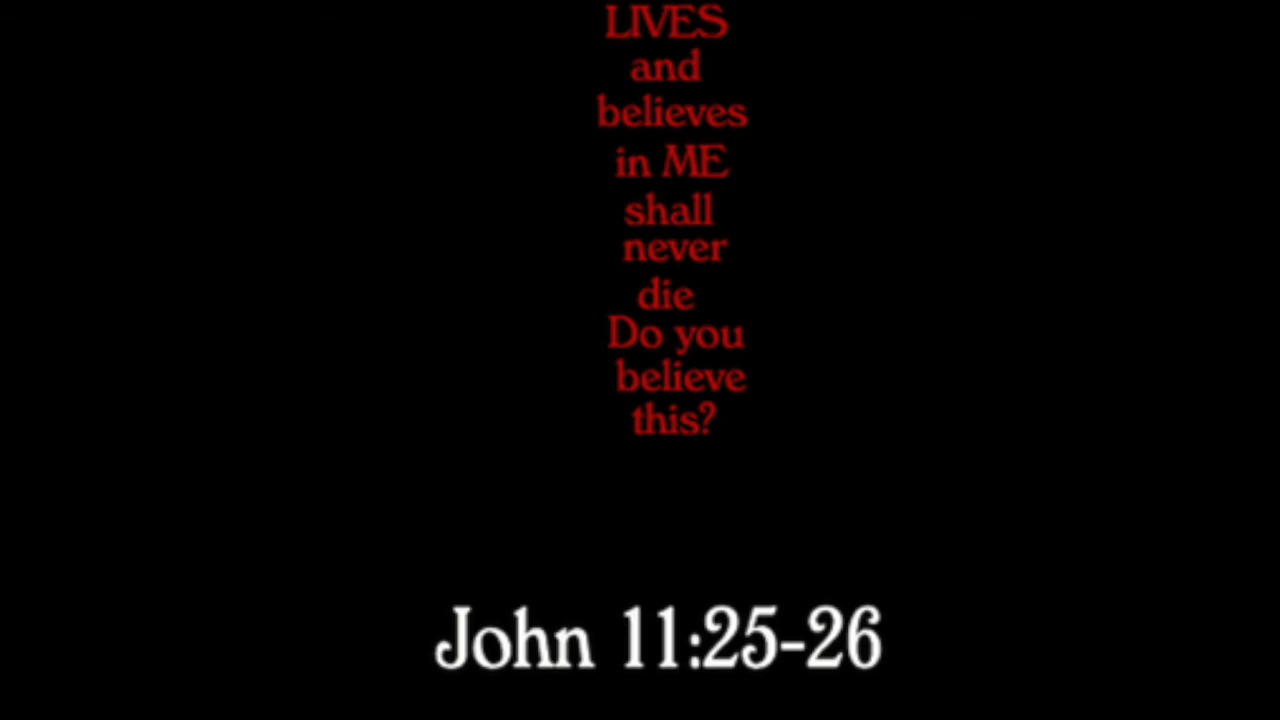 LIVES
and
believes
in ME
shall
never
die
Do you
believe
this?
John 11:25-26